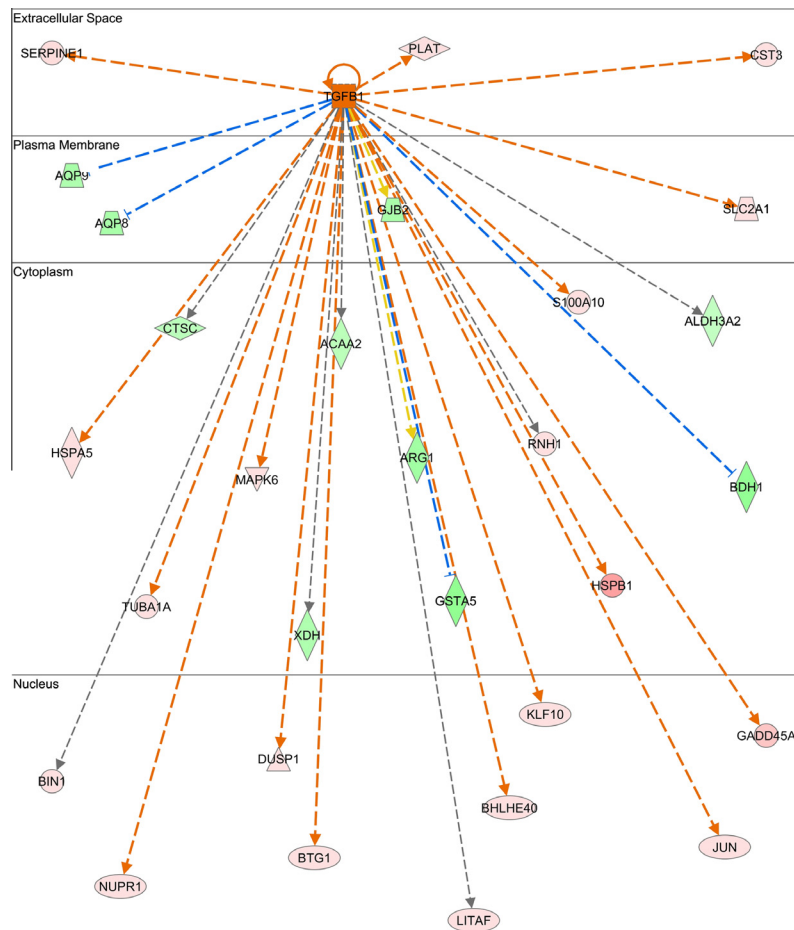 Extracellular Space
PLAT
SERPINE1
CST3
TGFB1
Plasma Membrane
AQP9
GJB2
SLC2A1
AQP8
Cytoplasm
S100A10
CTSC
ALDH3A2
ACAA2
RNH1
HSPA5
ARG1
MAPK6
BDH1
HSPB1
GSTA5
TUBA1A
XDH
Nucleus
KLF10
GADD45A
DUSP1
BIN1
BHLHE40
JUN
BTG1
NUPR1
LITAF